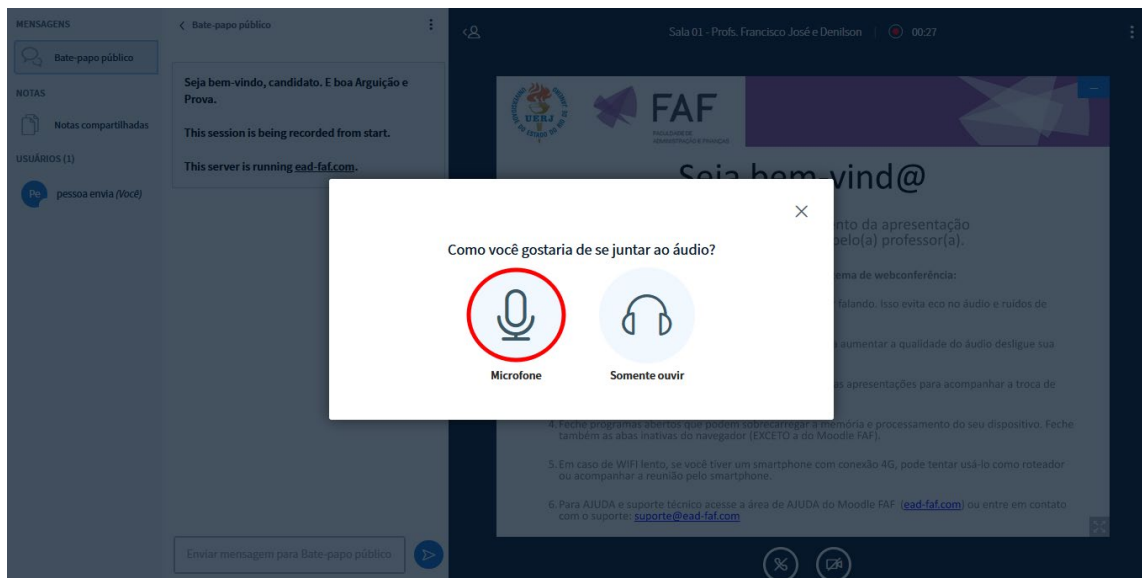 MENSAGENS
Bate-papo público
NOTAS
Notas compartilhadas
USUÁRIOS (1)
Pe pessoa envia (Você)
Bate-papo público
Seja bem-vindo, candidato. E boa Arguição e
Prova.
This session is being recorded from start.
This server is running ead-faf.com.
Enviar mensagem para Bate-papo público
Sala 01 - Profs. Francisco José e Denilson | 00:27
UERJ
FAF
FACULDADE DE
ADMINISTRAÇÃO E FINANÇAS
Seja bem-vind@
nto da apresentação
pelo(a) professor(a).
ema de webconferência:
falando. Isso evita eco no áudio e ruídos de
aumentar a qualidade do áudio desligue sua
as apresentações para acompanhar a troca de
4. Feche programas abertos que podem sobrecarregar a memória e processamento do seu dispositivo. Feche
também as abas inativas do navegador (EXCETO a do Moodle FAF).
5. Em caso de WIFI lento, se você tiver um smartphone com conexão 4G, pode tentar usá-lo como roteador
ou acompanhar a reunião pelo smartphone.
6. Para AJUDA e suporte técnico acesse a área de AJUDA do Moodle FAF (ead-faf.com) ou entre em contato
com o suporte: suporte@ead-faf.com
Como você gostaria de se juntar ao áudio?
Microfone
Somente ouvir